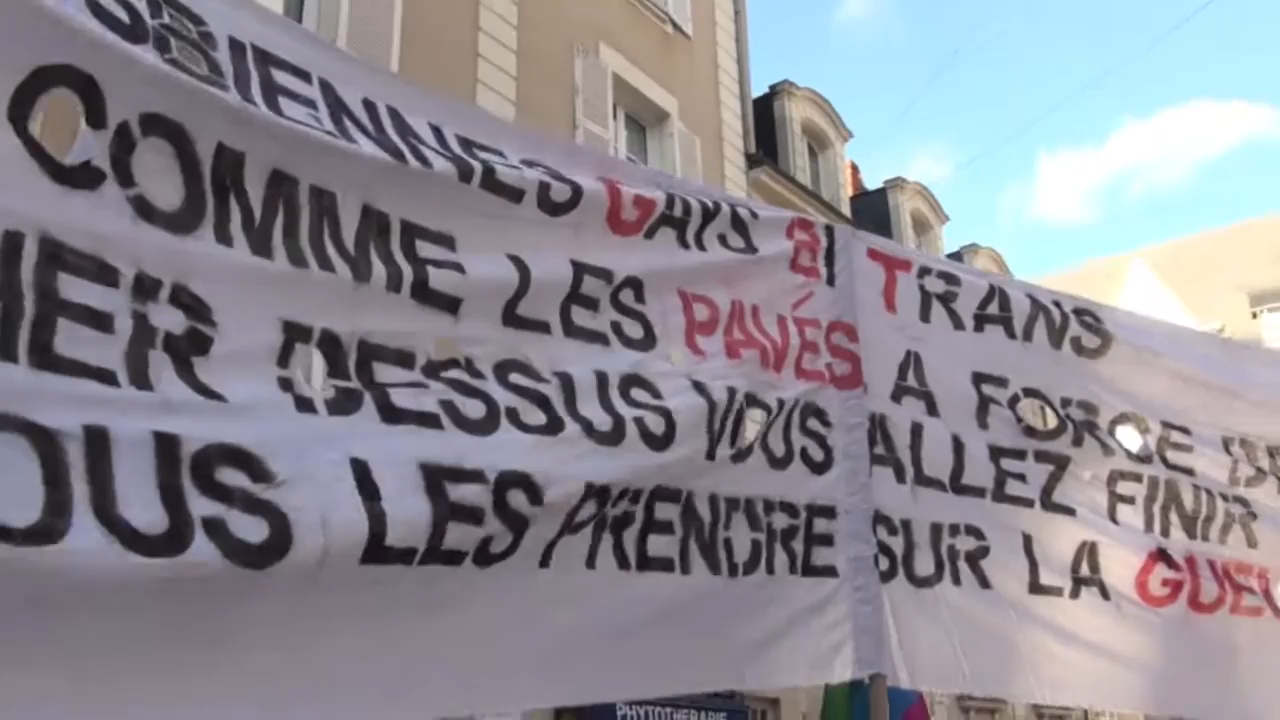 SBIENNES GAYS BI TRANS
COMME LES PAVÉS A FORCE DE
IER DESSUS VOUS ALLEZ FINIR
OUS LES PRENDRE SUR LA GUEU
PHYTOTHERAPIE